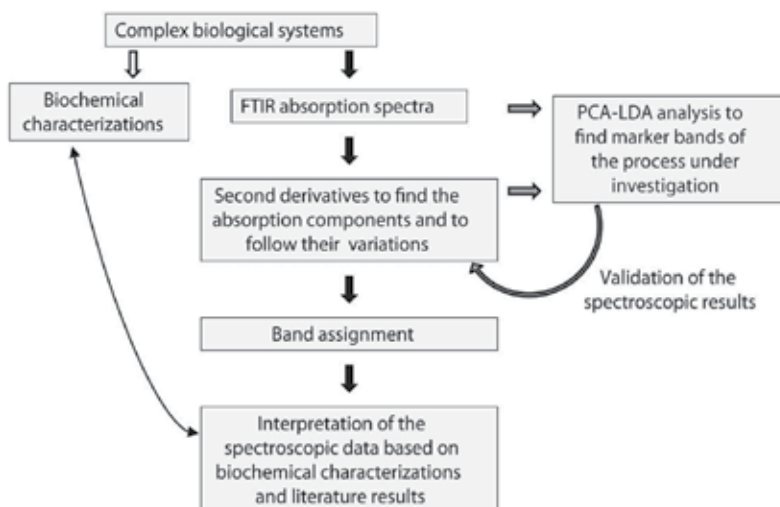 Complex biological systems
Biochemical
characterizations
FTIR absorption spectra
PCA-LDA analysis to
find marker bands of
the process under
investigation
Second derivatives to find the
absorption components and to
follow their variations
Validation of the
spectroscopic results
Band assignment
Interpretation of the
spectroscopic data based on
biochemical characterizations
and literature results